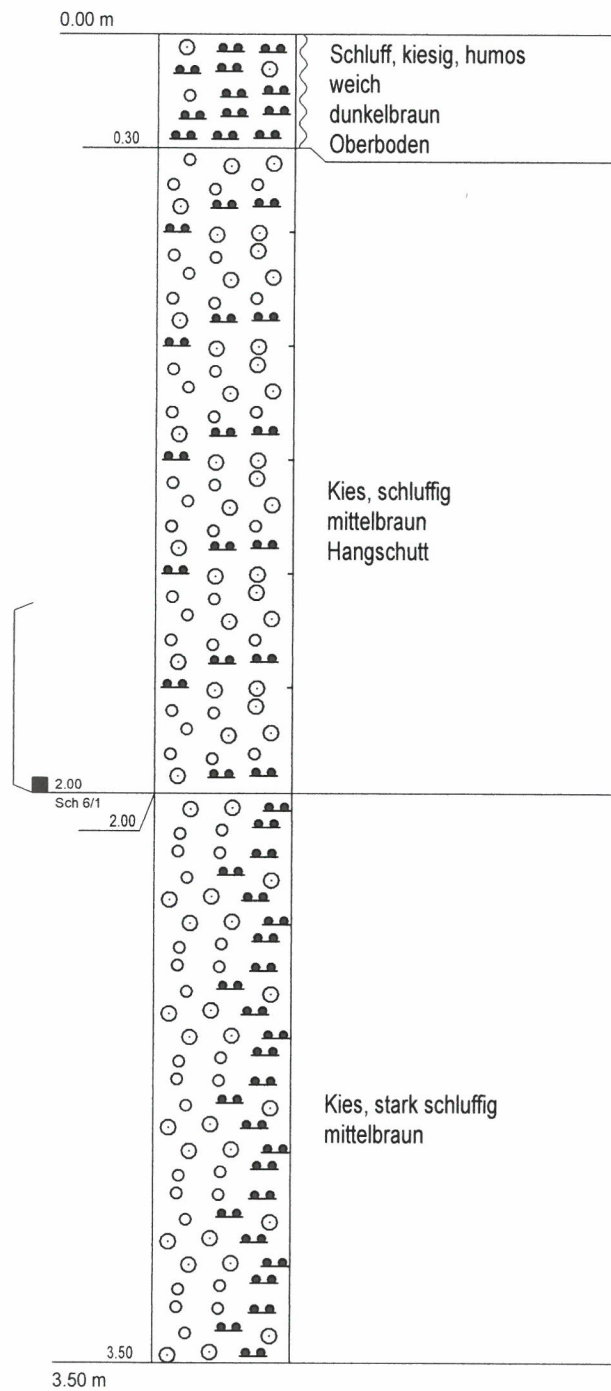 0.00 m
Schluff, kiesig, humos
weich
dunkelbraun
Oberboden
0.30
Kies, schluffig
mittelbraun
Hangschutt
2.00
Sch 6/1
2.00
Kies, stark schluffig
mittelbraun
3.50
3.50 m